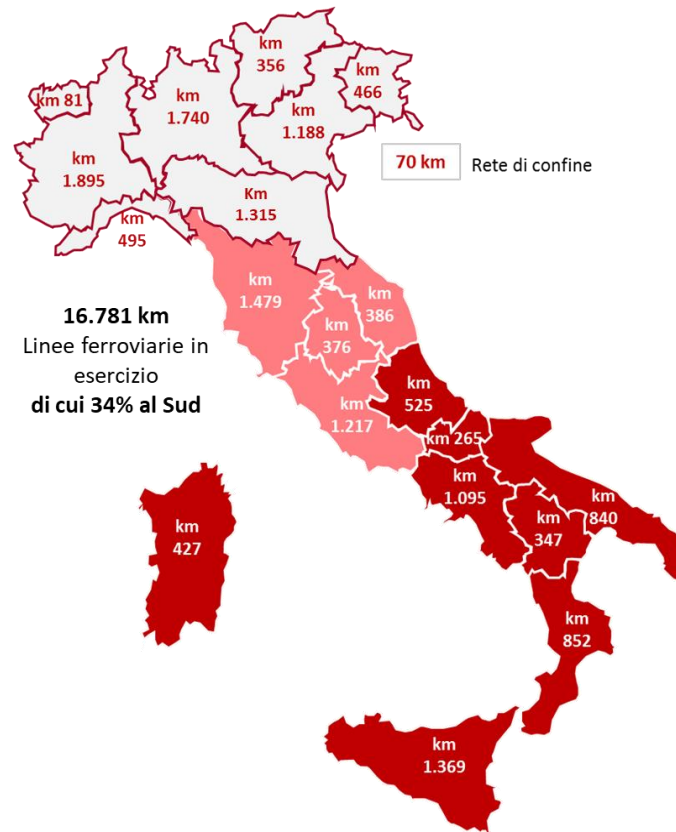 km
356
km
466
km 81
km
1.740
km
1.188
70 km
Rete di confine
km
1.895
Km
1.315
km
495
km
1.479
km
386
16.781 km
Linee ferroviarie in
esercizio
di cui 34% al Sud
km
376
km
525
km
1.217
km 265
km
1.095
km
840
km
347
km
427
km
852
km
1.369